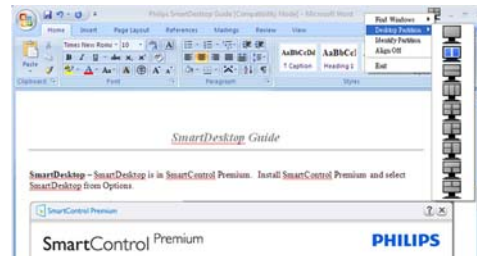 Philips SmartDesktop Guide [Compatibility Mode] - Microsoft Word
Home Insert Page Layout References Mailings Review View
Find Windows
Desktop Partition
Identify Partition
Align Off
Exit
Times New Roman 10
Paste
AaBbCcDd AaBbCcI
¶ Caption Heading 1
Clipboard Font Paragraph Styles
SmartDesktop Guide
SmartDesktop – SmartDesktop is in SmartControl Premium. Install SmartControl Premium and select
SmartDesktop from Options.
SmartControl Premium
SmartControl Premium PHILIPS